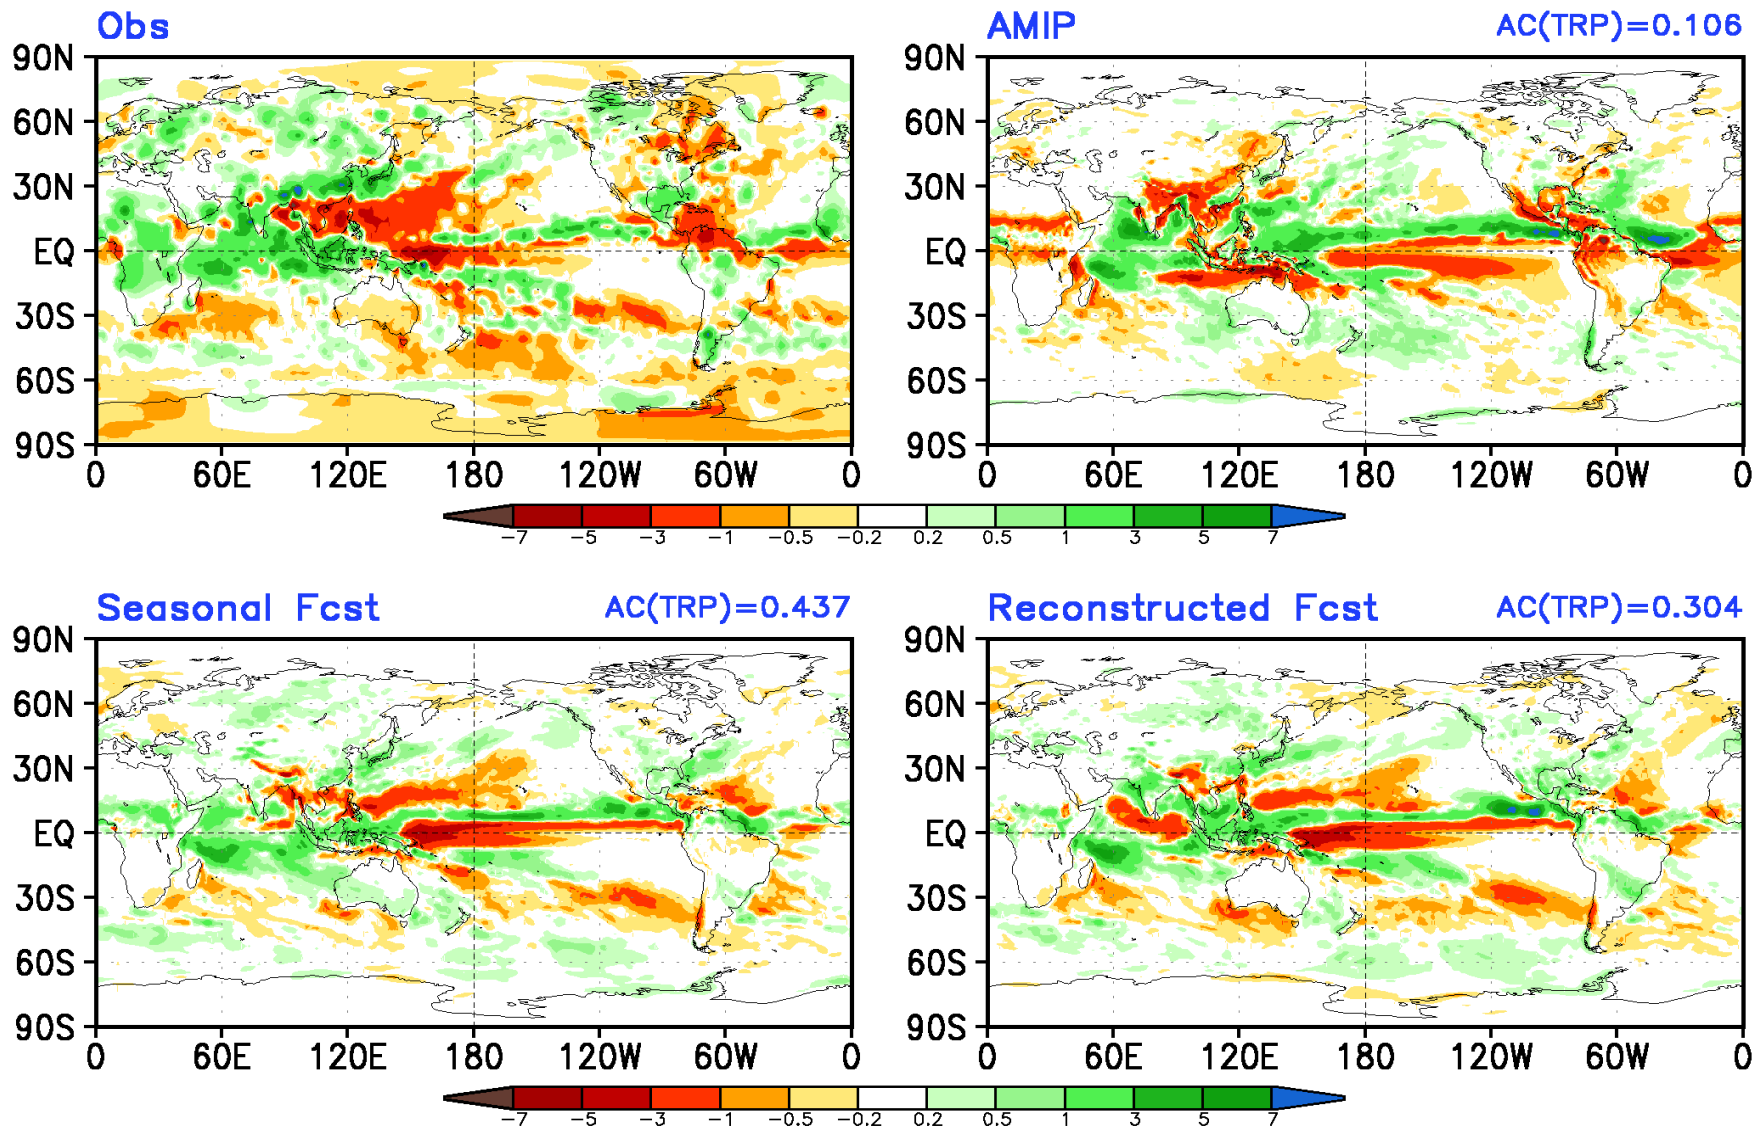 Obs
AMIP AC(TRP)=0.106
90N 90N
60N 60N
30N 30N
EQ EQ
30S 30S
60S 60S
90S 90S
0 60E 120E 180 120W 60W 0 0 60E 120E 180 120W 60W 0
-7 -5 -3 -1 -0.5 -0.2 0.2 0.5 1 3 5 7
Seasonal Fcst AC(TRP)=0.437
Reconstructed Fcst AC(TRP)=0.304
90N 90N
60N 60N
30N 30N
EQ EQ
30S 30S
60S 60S
90S 90S
0 60E 120E 180 120W 60W 0 0 60E 120E 180 120W 60W 0
-7 -5 -3 -1 -0.5 -0.2 0.2 0.5 1 3 5 7